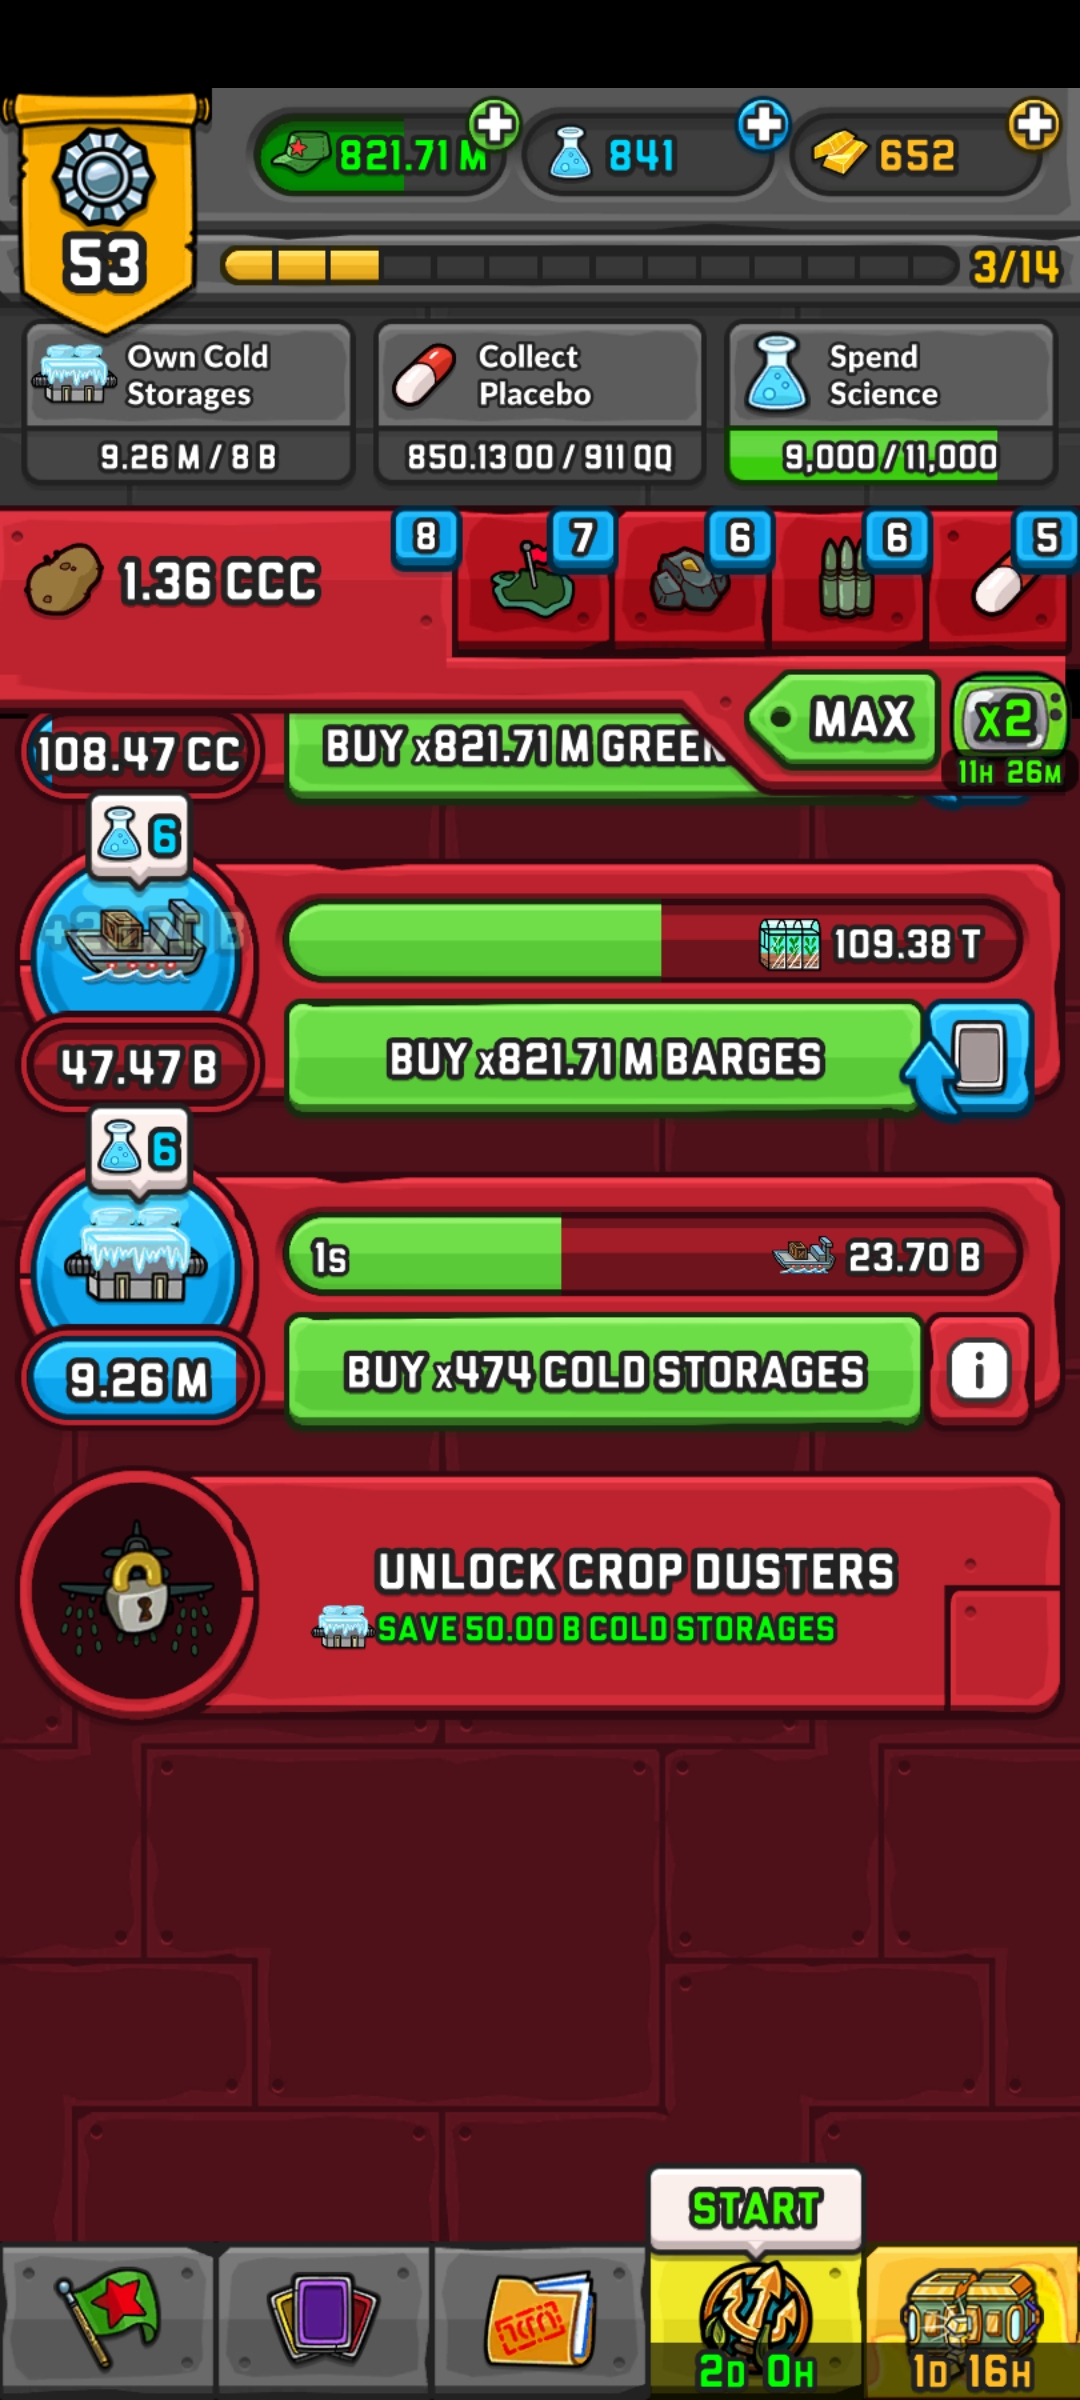 53
821.71 M
841
652
3/14
Own Cold
Storages
9.26 M / 8 B
Collect
Placebo
850.13 OO / 911 QQ
Spend
Science
9,000 / 11,000
1.36 CCC
8
7
6
6
5
MAX
X2
11H 26M
108.47 CC
BUY x821.71 M GREEN
6
109.38 T
47.47 B
BUY x821.71 M BARGES
6
1s
23.70 B
9.26 M
BUY x474 COLD STORAGES
i
UNLOCK CROP DUSTERS
SAVE 50.00 B COLD STORAGES
START
2D 0H
1D 16H